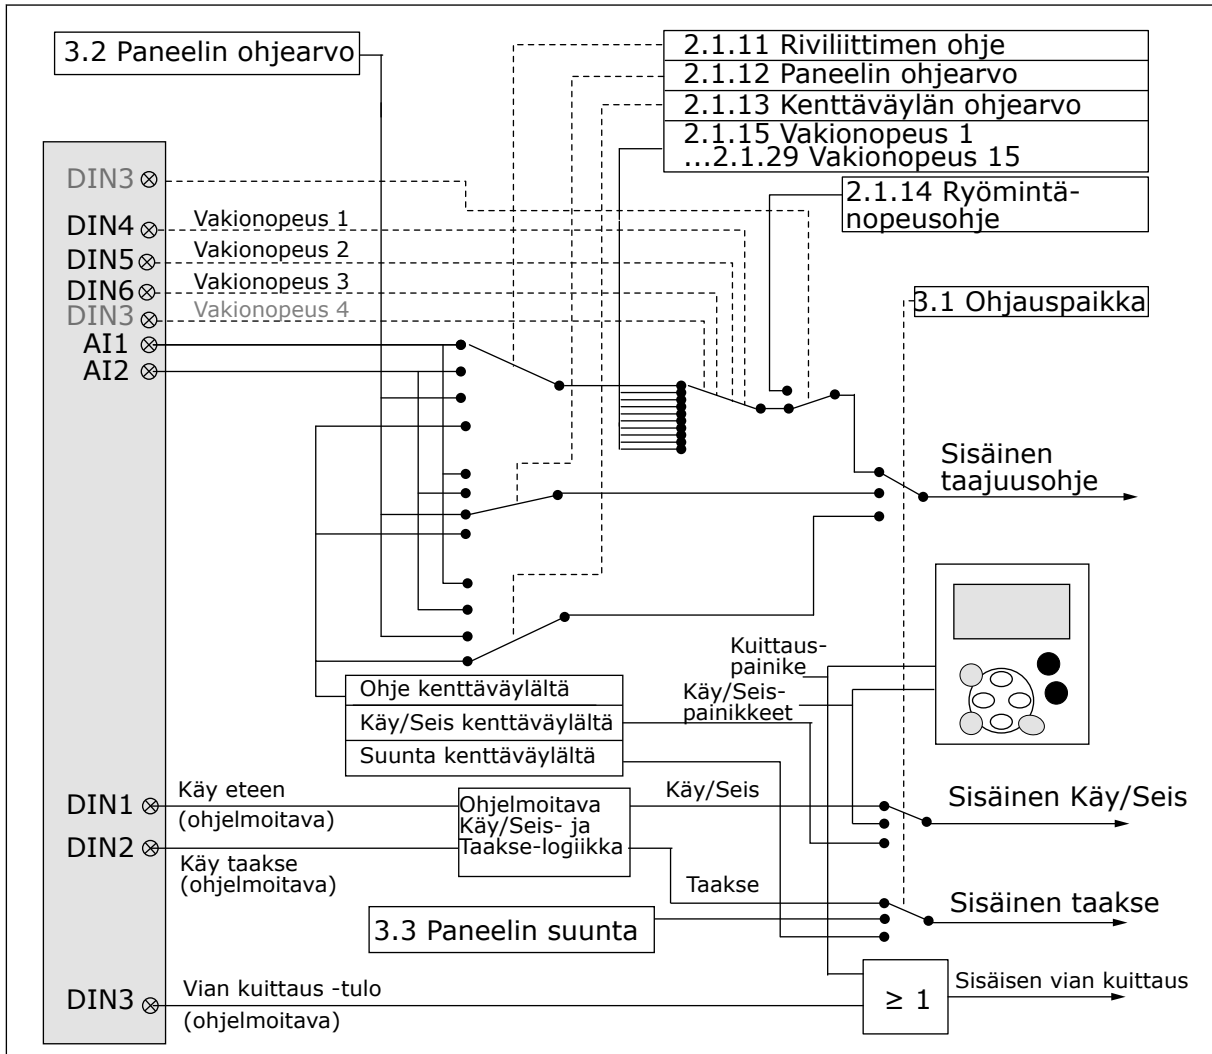 3.2 Paneelin ohjearvo
2.1.11 Riviliittimen ohje
2.1.12 Paneelin ohjearvo
2.1.13 Kenttäväylän ohjearvo
2.1.15 Vakionopeus 1
...2.1.29 Vakionopeus 15
2.1.14 Ryömintä-
nopeusohje
3.1 Ohjauspaikka
DIN3
DIN4
Vakionopeus 1
DIN5
Vakionopeus 2
DIN6
Vakionopeus 3
DIN3
Vakionopeus 4
AI1
AI2
Sisäinen
taajuusohje
Kuittaus-
painike
Käy/Seis-
painikkeet
Ohje kenttäväylältä
Käy/Seis kenttäväylältä
Suunta kenttäväylältä
DIN1
Käy eteen
(ohjelmoitava)
DIN2
Käy taakse
(ohjelmoitava)
Ohjelmoitava
Käy/Seis- ja
Taakse-logiikka
Käy/Seis
Sisäinen Käy/Seis
Taakse
Sisäinen taakse
3.3 Paneelin suunta
DIN3
Vian kuittaus -tulo
(ohjelmoitava)
≥ 1
Sisäisen vian kuittaus